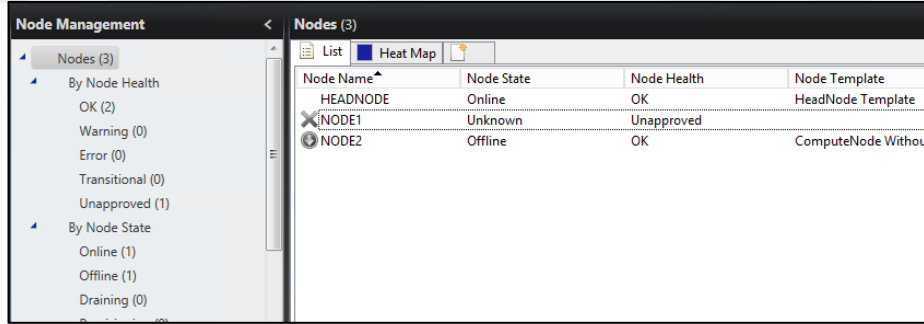 Node Management
Nodes (3)
By Node Health
OK (2)
Warning (0)
Error (0)
Transitional (0)
Unapproved (1)
By Node State
Online (1)
Offline (1)
Draining (0)
Nodes (3)
List Heat Map
Node Name Node State Node Health Node Template
HEADNODE Online OK HeadNode Template
NODE1 Unknown Unapproved
NODE2 Offline OK ComputeNode Withou